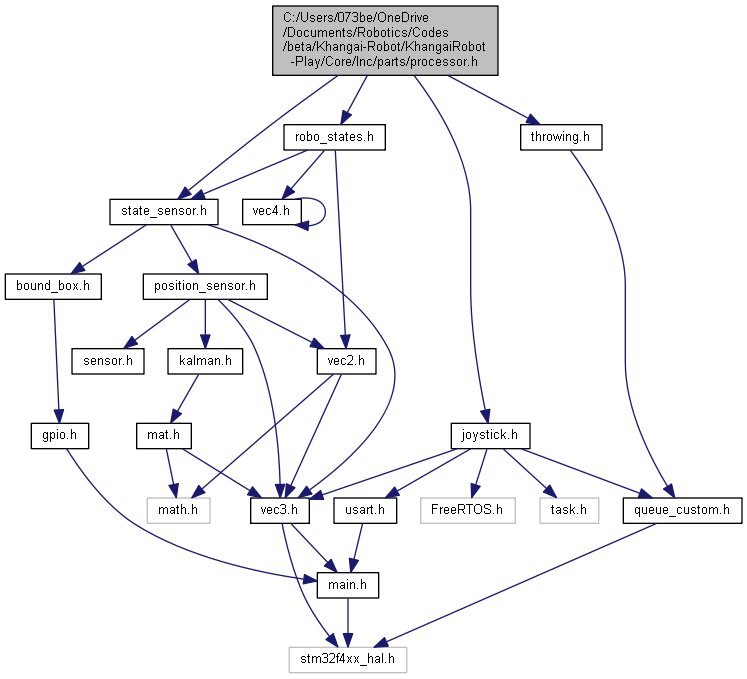 C:/Users/073be/OneDrive
/Documents/Robotics/Codes
/beta/Khangai-Robot/KhangaiRobot
-Play/Core/Inc/parts/processor.h
robo_states.h
throwing.h
state_sensor.h
vec4.h
bound_box.h
position_sensor.h
sensor.h
kalman.h
vec2.h
gpio.h
mat.h
joystick.h
math.h
vec3.h
usart.h
FreeRTOS.h
task.h
queue_custom.h
main.h
stm32f4xx_hal.h